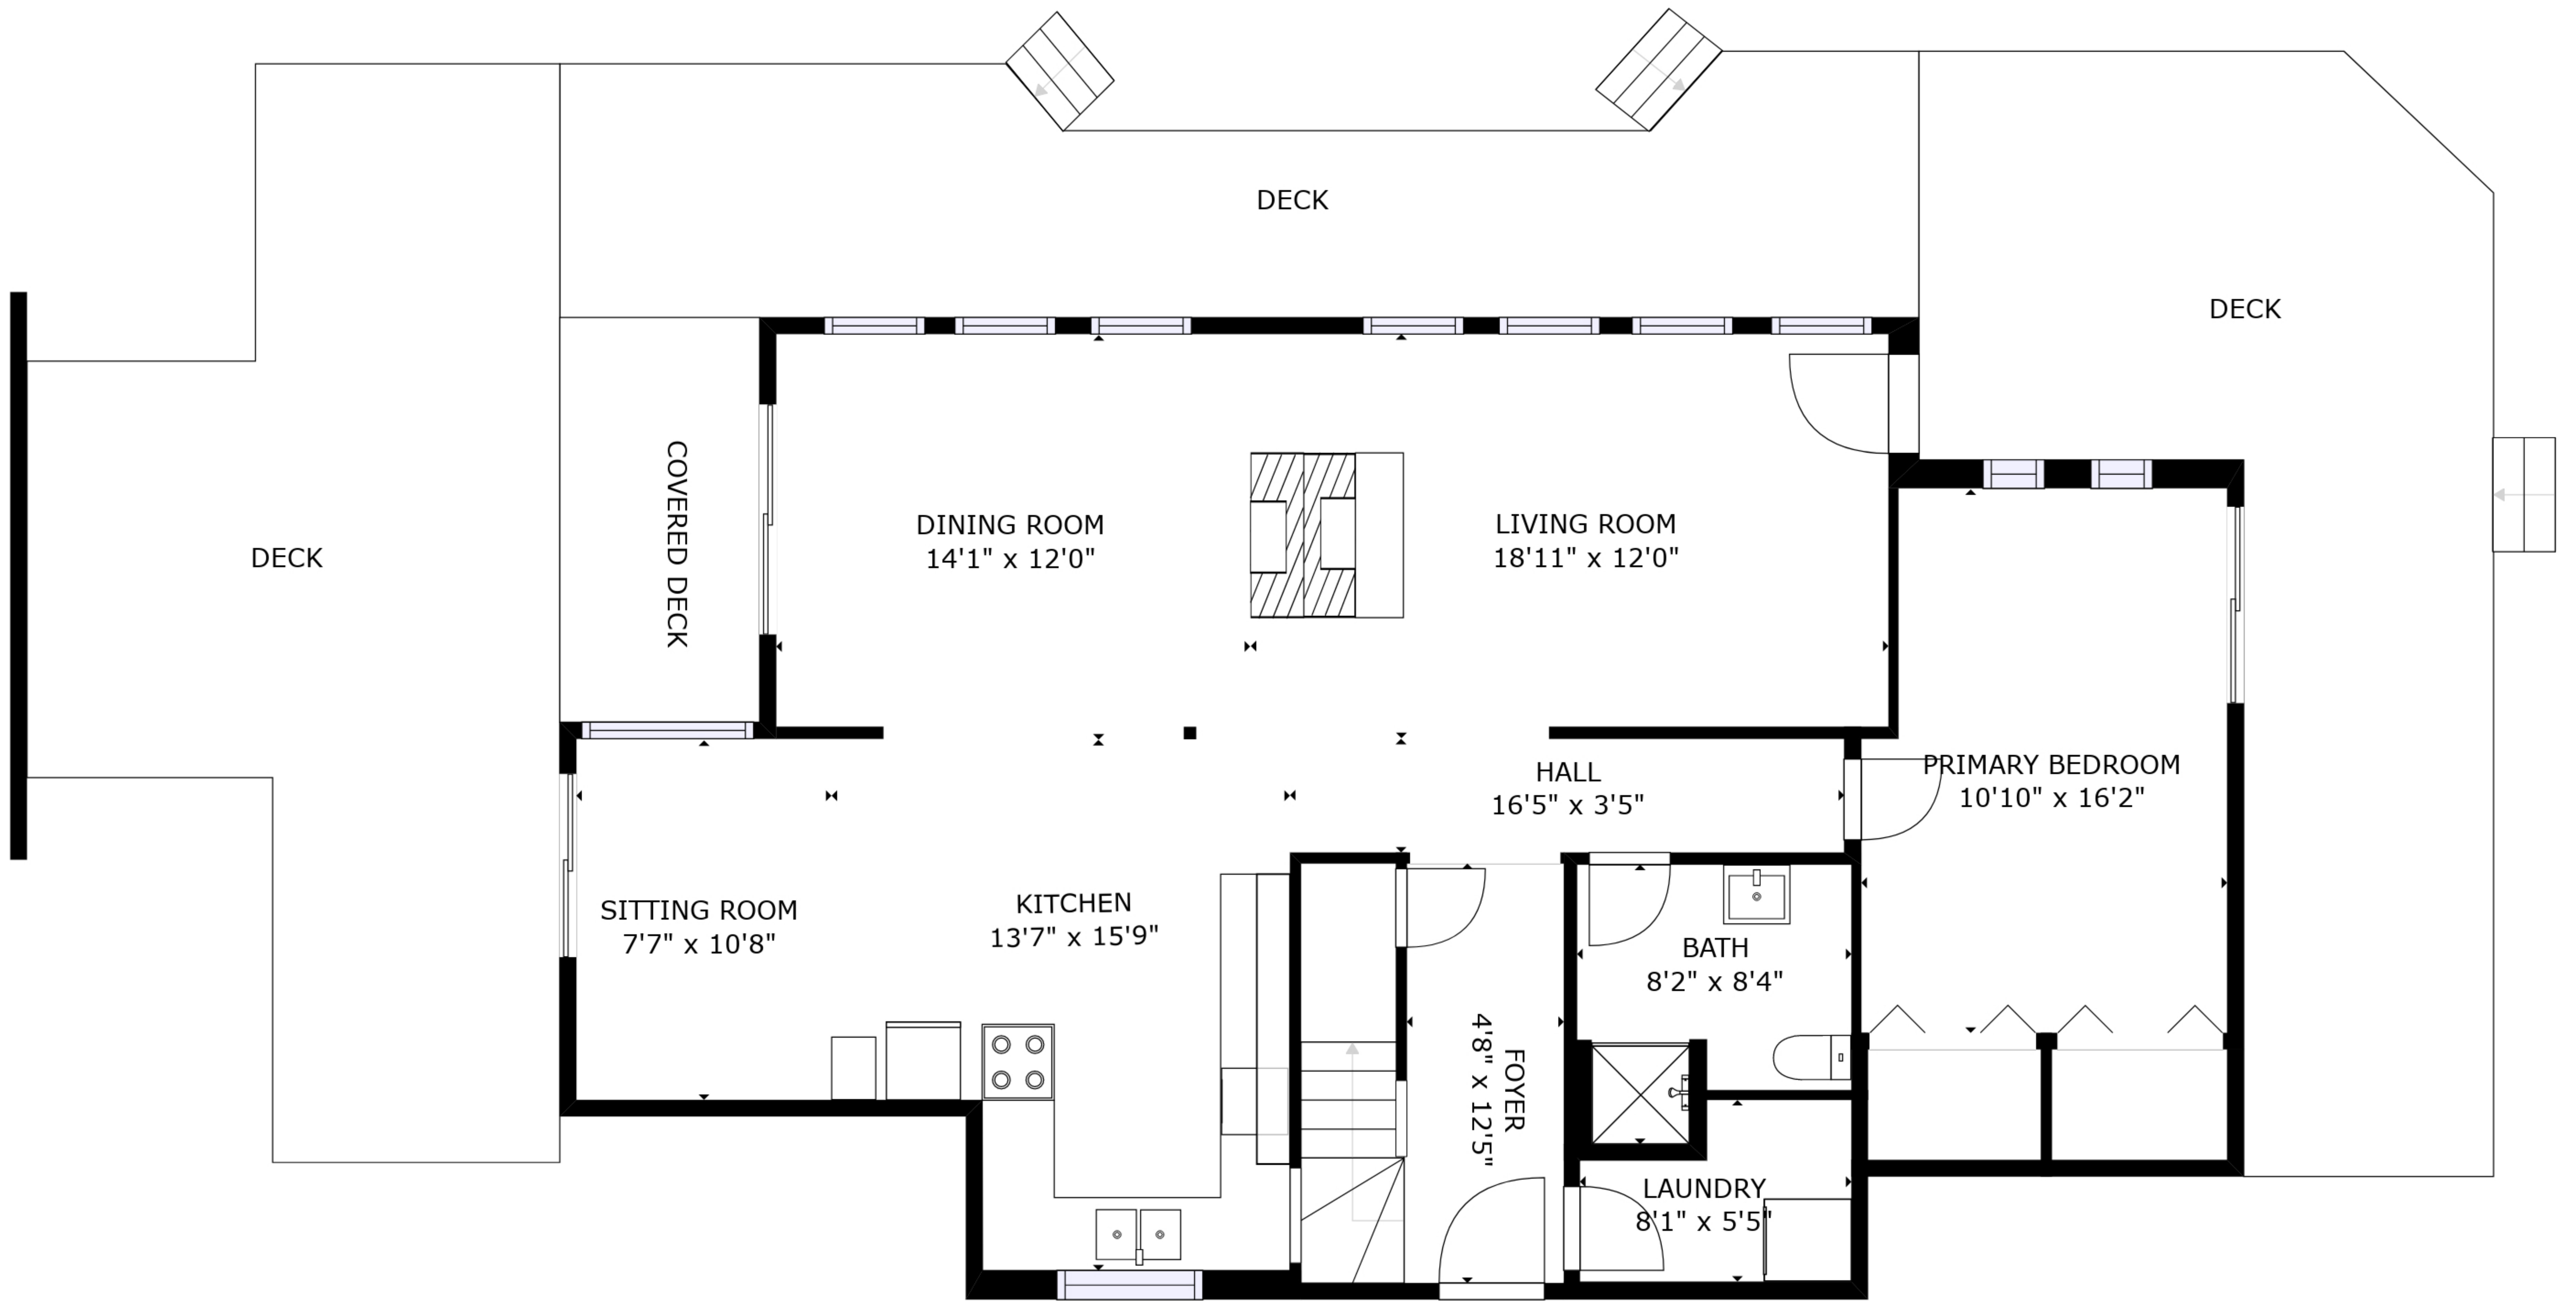 DECK
DECK
DECK
COVERED DECK
DINING ROOM
14'1" x 12'0"
LIVING ROOM
18'11" x 12'0"
HALL
16'5" x 3'5"
PRIMARY BEDROOM
10'10" x 16'2"
SITTING ROOM
7'7" x 10'8"
KITCHEN
13'7" x 15'9"
BATH
8'2" x 8'4"
FOYER
4'8" x 12'5"
LAUNDRY
8'1" x 5'5"